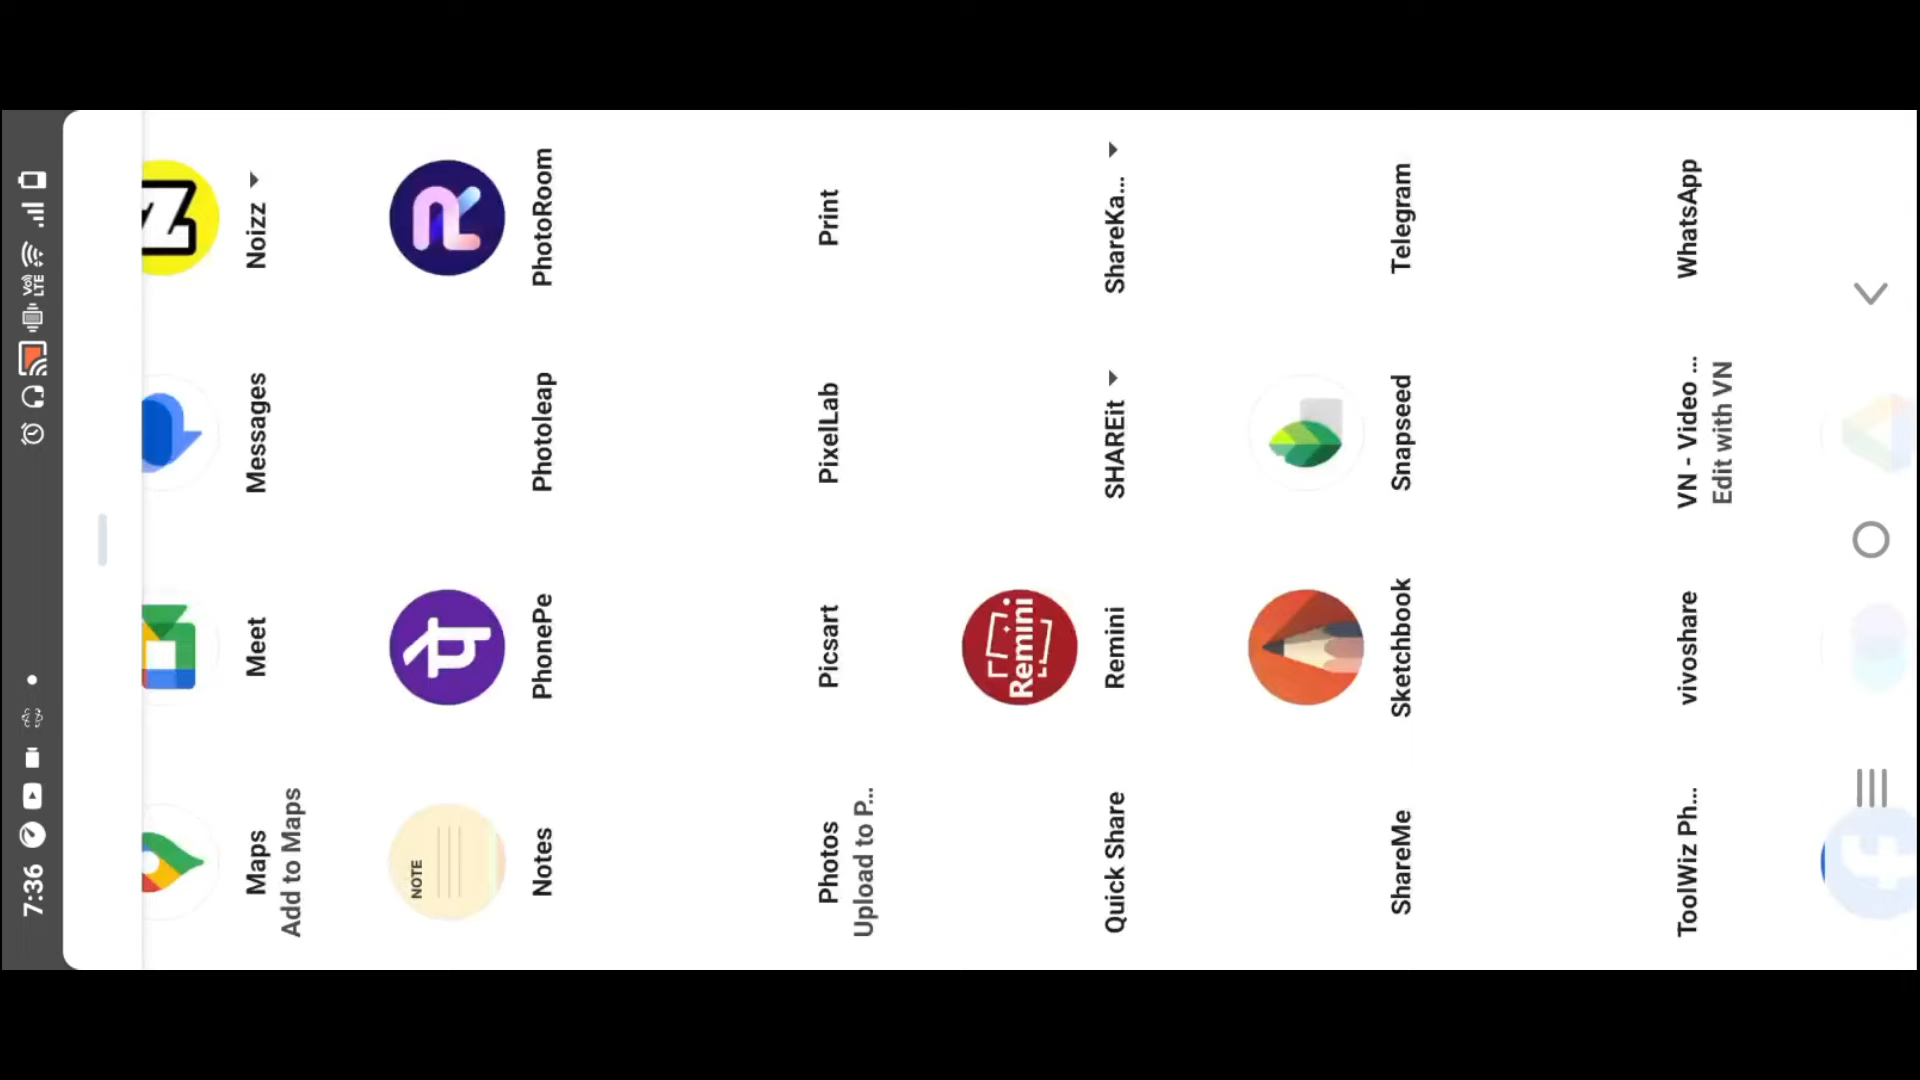 7:36
Vo))
LTE
Maps
Add to Maps
Meet
Messages
Noizz
NOTE
Notes
PhonePe
Photoleap
PhotoRoom
Photos
Upload to P...
Picsart
PixelLab
Print
Quick Share
Remini
Remini
SHAREit
ShareKa...
ShareMe
Sketchbook
Snapseed
Telegram
ToolWiz Ph...
vivoshare
VN - Video ...
Edit with VN
WhatsApp